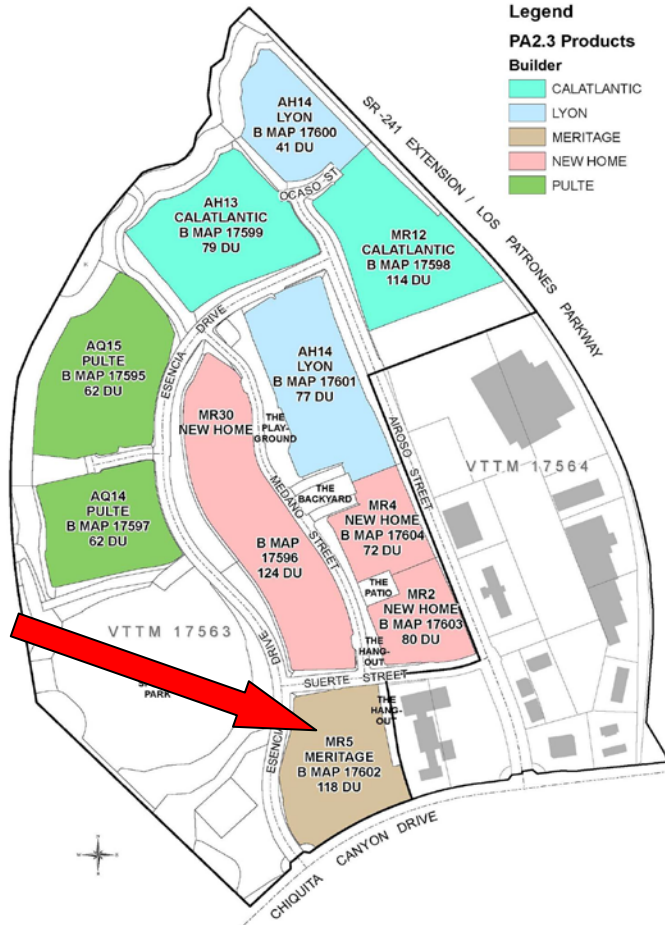 Legend
PA2.3 Products
Builder
CALATLANTIC
LYON
MERITAGE
NEW HOME
PULTE
AH14
LYON
B MAP 17600
41 DU
SR-241 EXTENSION / LOS PATRONES PARKWAY
OCASO ST
AH13
CALATLANTIC
B MAP 17599
79 DU
MR12
CALATLANTIC
B MAP 17598
114 DU
ESENCIA DRIVE
AQ15
PULTE
B MAP 17595
62 DU
AH14
LYON
B MAP 17601
77 DU
MR30
NEW HOME
THE
PLAY-
GROUND
AIROSO STREET
VTTM 17564
MEDANO STREET
THE
BACKYARD
AQ14
PULTE
B MAP 17597
62 DU
MR4
NEW HOME
B MAP 17604
72 DU
B MAP
17596
124 DU
THE
PATIO
MR2
NEW HOME
B MAP 17603
80 DU
VTTM 17563
THE
HANG-
OUT
SUERTE STREET
PARK
ESENCIA DRIVE
THE
HANG-
OUT
MR5
MERITAGE
B MAP 17602
118 DU
CHIQUITA CANYON DRIVE